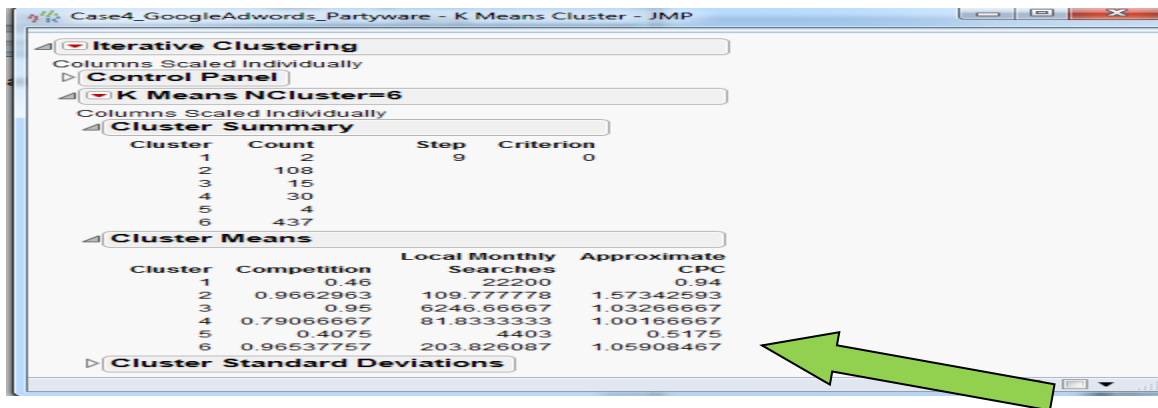 Case4_GoogleAdwords_Partyware - K Means Cluster - JMP
Iterative Clustering
Columns Scaled Individually
Control Panel
K Means NCluster=6
Columns Scaled Individually
Cluster Summary
Cluster Count Step Criterion
1 2 9 0
2 108
3 15
4 30
5 4
6 437
Cluster Means
Local Monthly Approximate
Cluster Competition Searches CPC
1 0.46 22200 0.94
2 0.9662963 109.777778 1.57342593
3 0.95 6246.66667 1.03266667
4 0.79066667 81.8333333 1.00166667
5 0.4075 4403 0.5175
6 0.96537757 203.826087 1.05908467
Cluster Standard Deviations